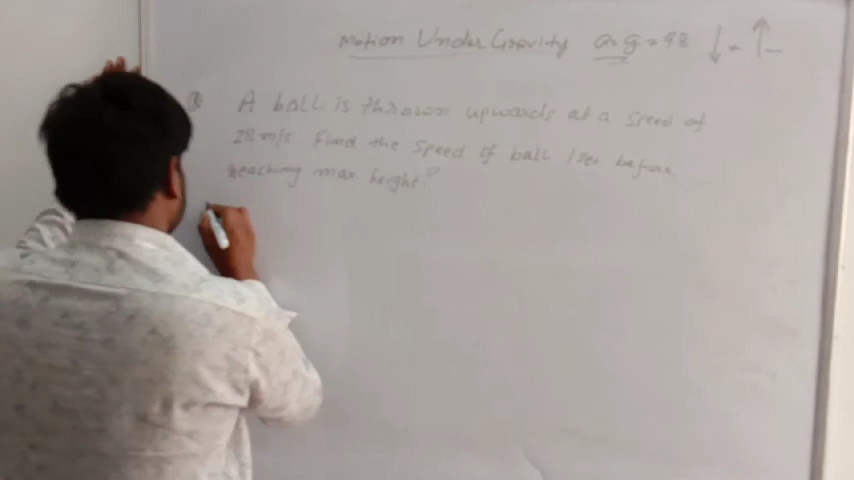 Motion Under Gravity a=g=9.8 ↓+ ↑-
Q A ball is thrown upwards at a speed of
28 m/s Find the speed of ball 1 sec before
reaching max. height?